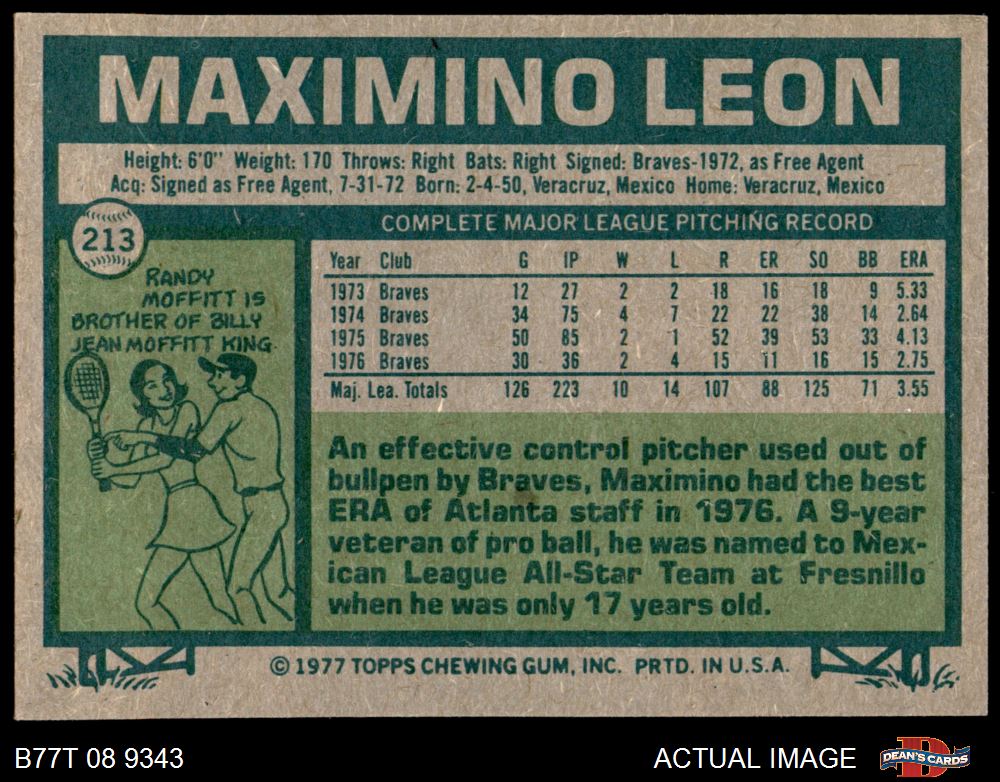 MAXIMINO LEON
Height: 6'0" Weight: 170 Throws: Right Bats: Right Signed: Braves-1972, as Free Agent
Acq: Signed as Free Agent, 7-31-72 Born: 2-4-50, Veracruz, Mexico Home: Veracruz, Mexico
213
COMPLETE MAJOR LEAGUE PITCHING RECORD
RANDY
MOFFITT IS
BROTHER OF BILLY
JEAN MOFFITT KING
Year Club G IP W L R ER SO BB ERA
1973 Braves 12 27 2 2 18 16 18 9 5.33
1974 Braves 34 75 4 7 22 22 38 14 2.64
1975 Braves 50 85 2 1 52 39 53 33 4.13
1976 Braves 30 36 2 4 15 11 16 15 2.75
Maj. Lea. Totals 126 223 10 14 107 88 125 71 3.55
An effective control pitcher used out of
bullpen by Braves, Maximino had the best
ERA of Atlanta staff in 1976. A 9-year
veteran of pro ball, he was named to Mex-
ican League All-Star Team at Fresnillo
when he was only 17 years old.
© 1977 TOPPS CHEWING GUM, INC. PRTD. IN U.S.A.
B77T 08 9343
ACTUAL IMAGE
DEAN'S CARDS